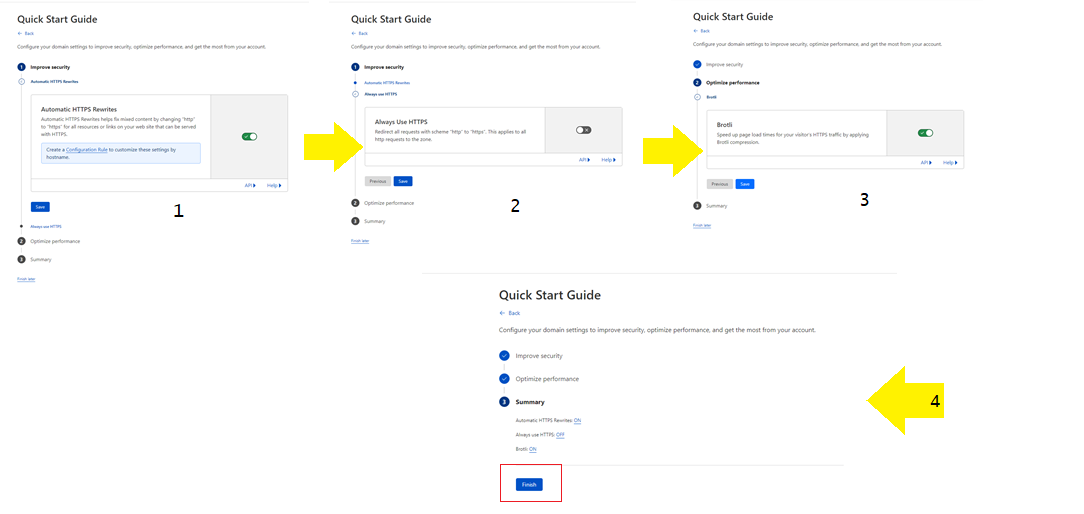 Quick Start Guide
Back
Configure your domain settings to improve security, optimize performance, and get the most from your account.
1 Improve security
Automatic HTTPS Rewrites
Automatic HTTPS Rewrites
Automatic HTTPS Rewrites helps fix mixed content by changing "http"
to "https" for all resources or links on your web site that can be served
with HTTPS.
Create a Configuration Rule to customize these settings by
hostname.
API Help
Save
1
Always use HTTPS
2 Optimize performance
3 Summary
Finish later
Quick Start Guide
Back
Configure your domain settings to improve security, optimize performance, and get the most from your account.
1 Improve security
Automatic HTTPS Rewrites
Always use HTTPS
Always Use HTTPS
Redirect all requests with scheme "http" to "https". This applies to all
http requests to the zone.
API Help
Previous Save
2 Optimize performance
2
3 Summary
Finish later
Quick Start Guide
Back
Configure your domain settings to improve security, optimize performance, and get the most from your account.
Improve security
2 Optimize performance
Brotli
Brotli
Speed up page load times for your visitor's HTTPS traffic by applying
Brotli compression.
API Help
Previous Save
3
3 Summary
Finish later
Quick Start Guide
Back
Configure your domain settings to improve security, optimize performance, and get the most from your account.
Improve security
Optimize performance
3 Summary
4
Automatic HTTPS Rewrites: ON
Always use HTTPS: OFF
Brotli: ON
Finish